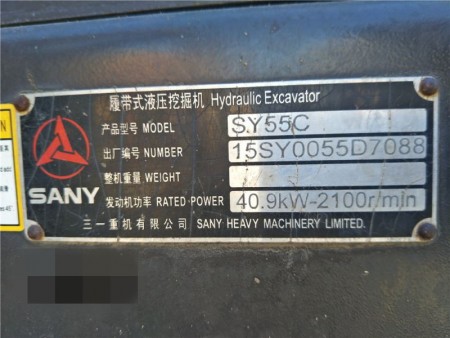 履带式液压挖掘机 Hydraulic Excavator
产品型号 MODEL SY55C
出厂编号 NUMBER 15SY0055D7088
整机重量 WEIGHT
发动机功率 RATED-POWER 40.9kW-2100r/min
SANY
三一重机有限公司 SANY HEAVY MACHINERY LIMITED.